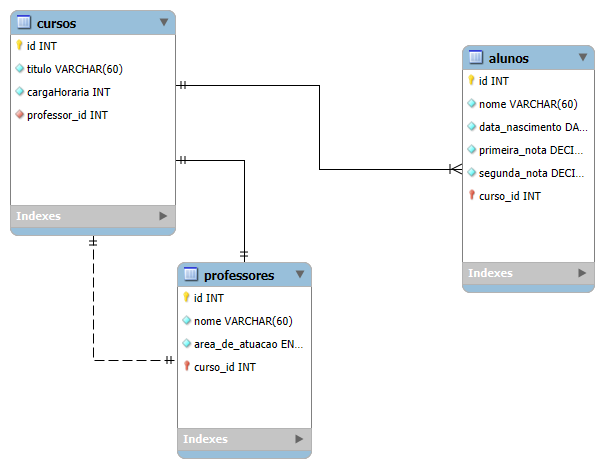 cursos
id INT
titulo VARCHAR(60)
cargaHoraria INT
professor_id INT
Indexes
alunos
id INT
nome VARCHAR(60)
data_nascimento DA...
primeira_nota DECI...
segunda_nota DECI...
curso_id INT
Indexes
professores
id INT
nome VARCHAR(60)
area_de_atuacao EN...
curso_id INT
Indexes